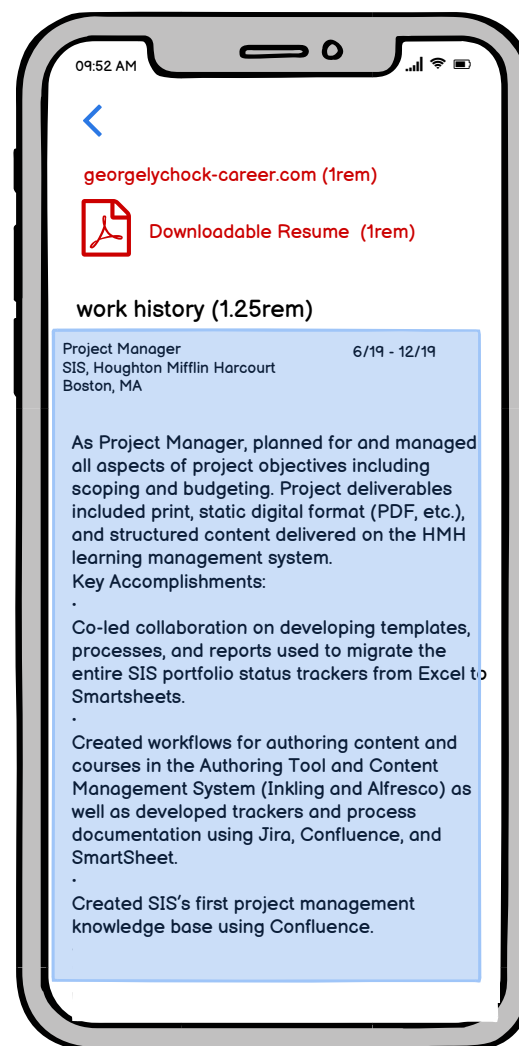 09:52 AM
georgelychock-career.com (1rem)
Downloadable Resume (1rem)
work history (1.25rem)
Project Manager 6/19 - 12/19
SIS, Houghton Mifflin Harcourt
Boston, MA
As Project Manager, planned for and managed
all aspects of project objectives including
scoping and budgeting. Project deliverables
included print, static digital format (PDF, etc.),
and structured content delivered on the HMH
learning management system.
Key Accomplishments:
·
Co-led collaboration on developing templates,
processes, and reports used to migrate the
entire SIS portfolio status trackers from Excel to
Smartsheets.
·
Created workflows for authoring content and
courses in the Authoring Tool and Content
Management System (Inkling and Alfresco) as
well as developed trackers and process
documentation using Jira, Confluence, and
SmartSheet.
·
Created SIS's first project management
knowledge base using Confluence.